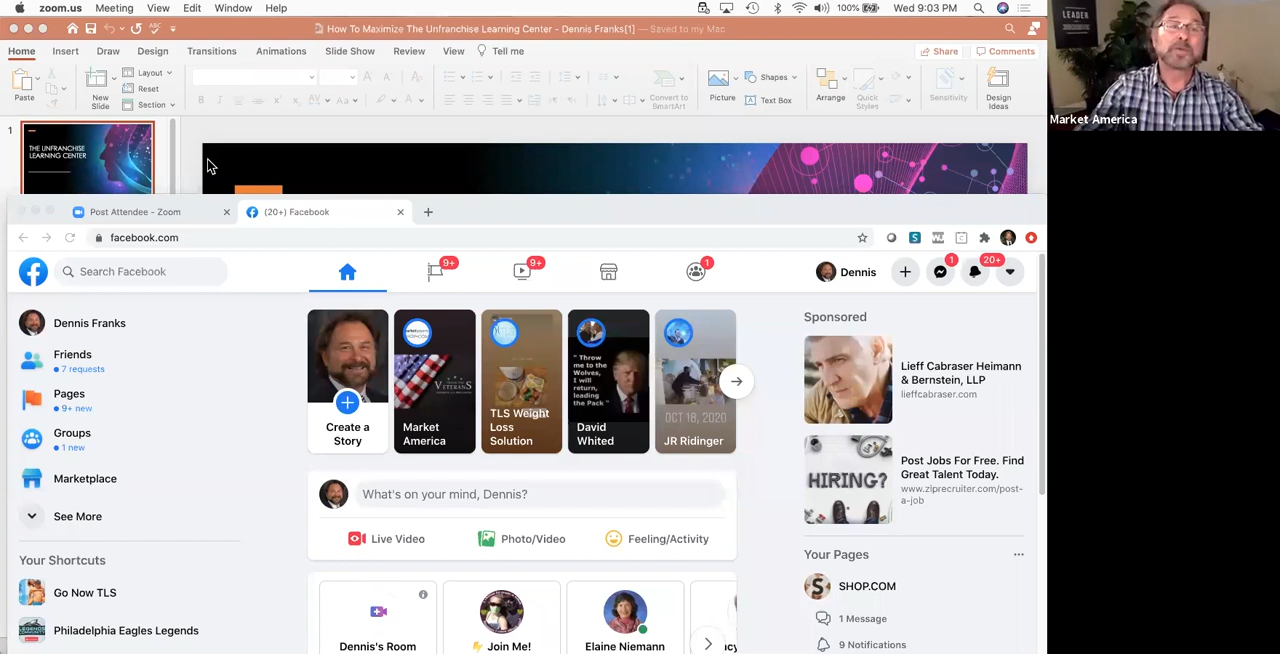 zoom.us Meeting View Edit Window Help
100% Wed 9:03 PM
How To Maximize The Unfranchise Learning Center - Dennis Franks[1] — Saved to my Mac
Home Insert Draw Design Transitions Animations Slide Show Review View Tell me
Share Comments
Paste
New Slide
Layout
Reset
Section
Convert to SmartArt
Picture
Shapes
Text Box
Arrange
Quick Styles
Sensitivity
Design Ideas
LEADER
Market America
1
THE UNFRANCHISE
LEARNING CENTER
Post Attendee - Zoom
(20+) Facebook
facebook.com
Search Facebook
9+
9+
1
Dennis
1
20+
Dennis Franks
Friends
7 requests
Pages
9+ new
Groups
1 new
Marketplace
See More
Your Shortcuts
Go Now TLS
Philadelphia Eagles Legends
Create a
Story
VETERANS
Market
America
TLS Weight
Loss
Solution
" Throw
me to the
Wolves,
I will
return,
leading
the Pack "
David
Whited
OCT 18, 2020
JR Ridinger
What's on your mind, Dennis?
Live Video
Photo/Video
Feeling/Activity
Dennis's Room
Join Me!
Elaine Niemann
Sponsored
Lieff Cabraser Heimann
& Bernstein, LLP
lieffcabraser.com
HIRING?
Post Jobs For Free. Find
Great Talent Today.
www.ziprecruiter.com/post-
a-job
Your Pages
SHOP.COM
1 Message
9 Notifications